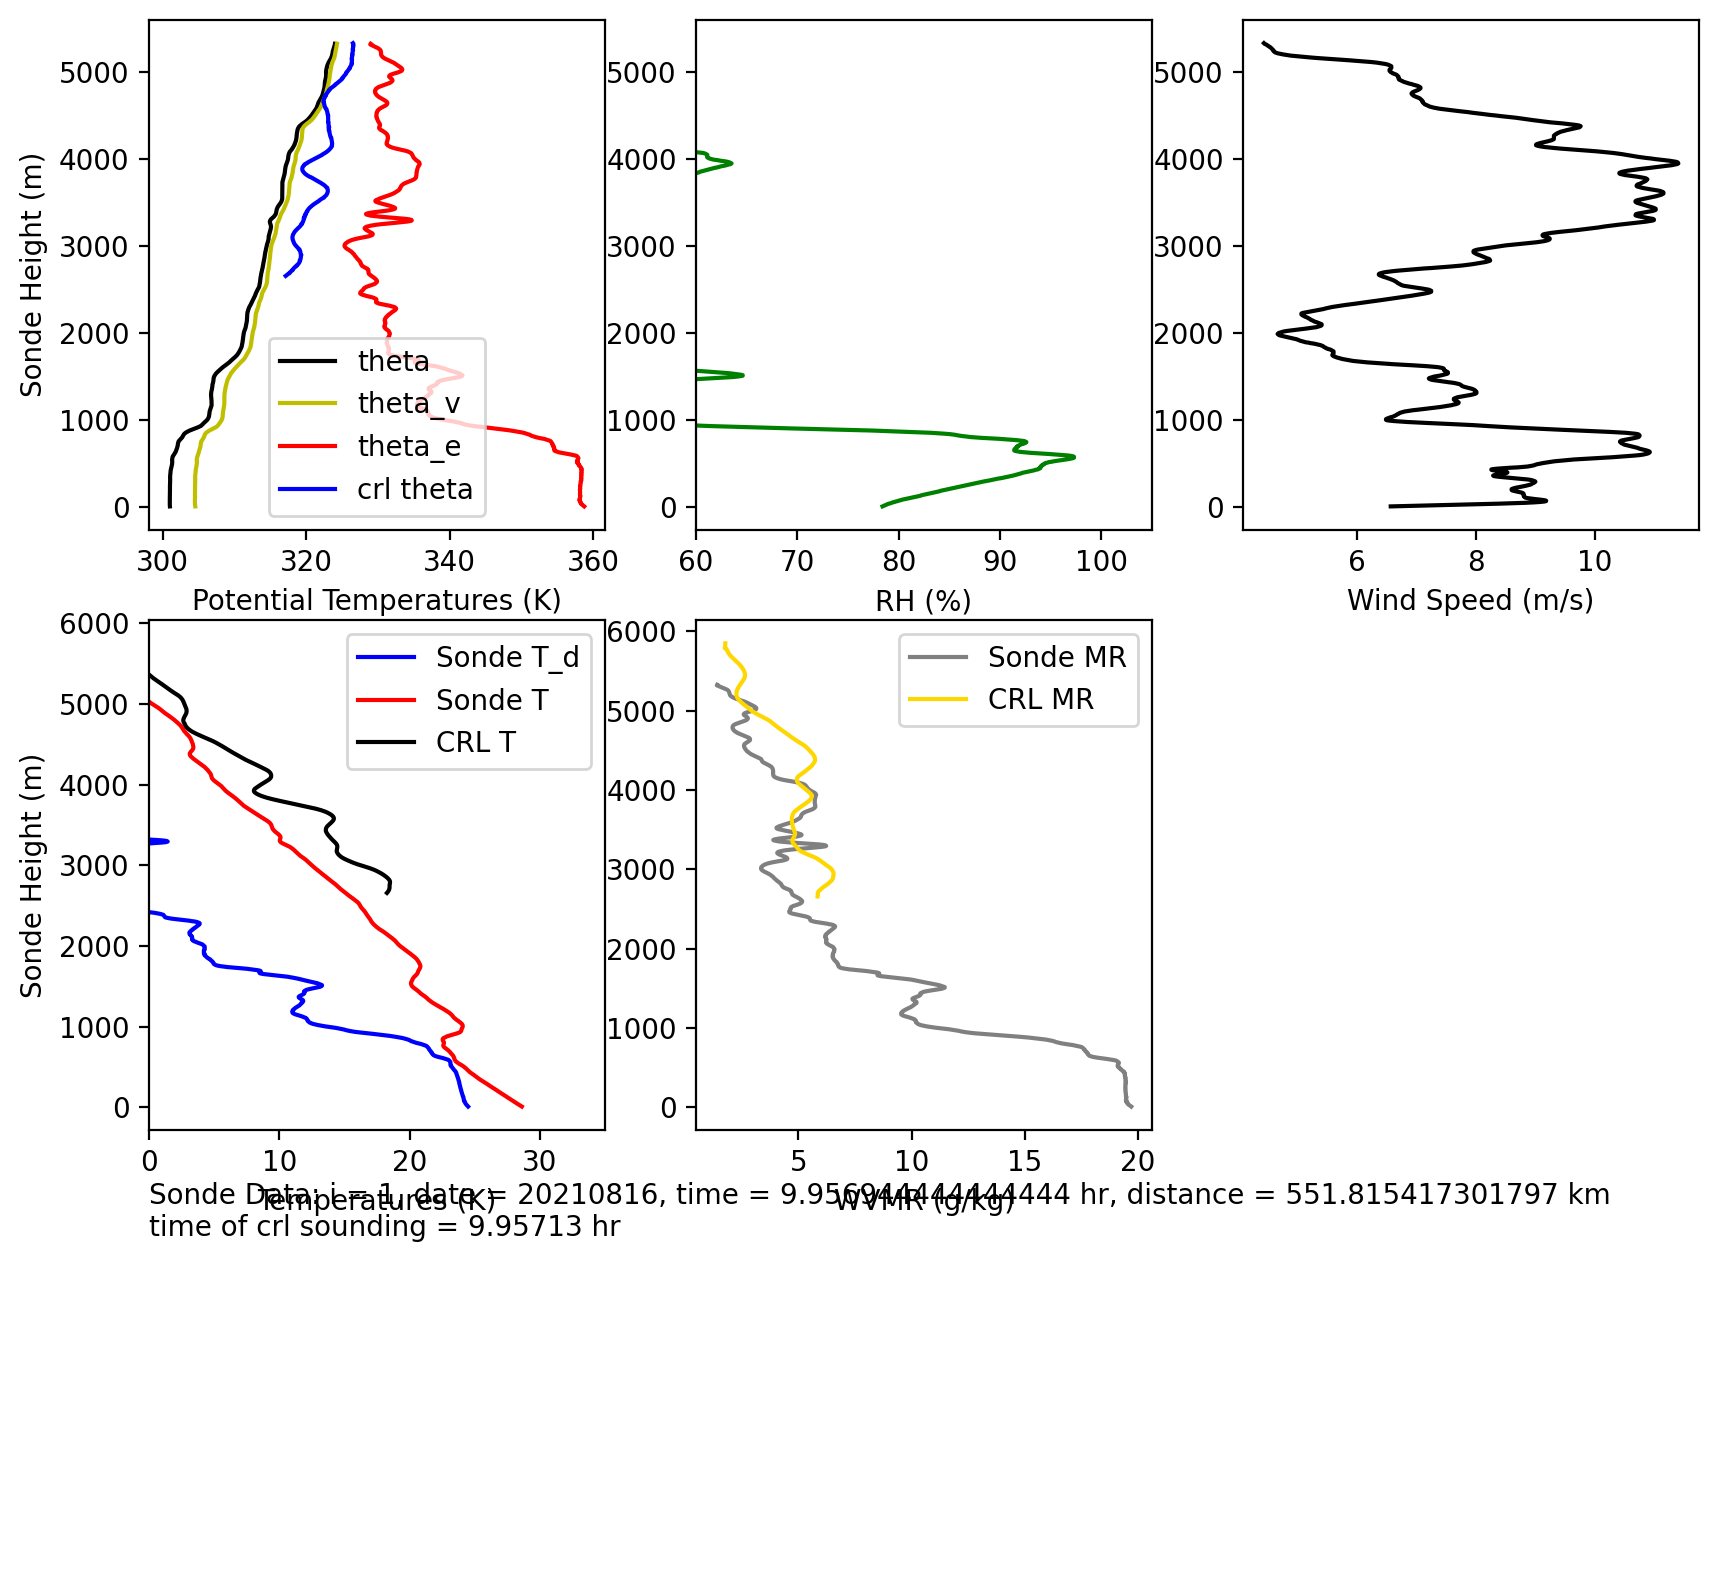 Sonde Height (m)
5000
4000
3000
2000
1000
0
300
320
340
360
Potential Temperatures (K)
theta
theta_v
theta_e
crl theta
5000
4000
3000
2000
1000
0
60
70
80
90
100
RH (%)
5000
4000
3000
2000
1000
0
6
8
10
Wind Speed (m/s)
Sonde Height (m)
6000
5000
4000
3000
2000
1000
0
0
10
20
30
Temperatures (K)
Sonde T_d
Sonde T
CRL T
6000
5000
4000
3000
2000
1000
0
5
10
15
20
WVMR (g/kg)
Sonde MR
CRL MR
Sonde Data: i = 1, date = 20210816, time = 9.956944444444444 hr, distance = 551.815417301797 km
time of crl sounding = 9.95713 hr